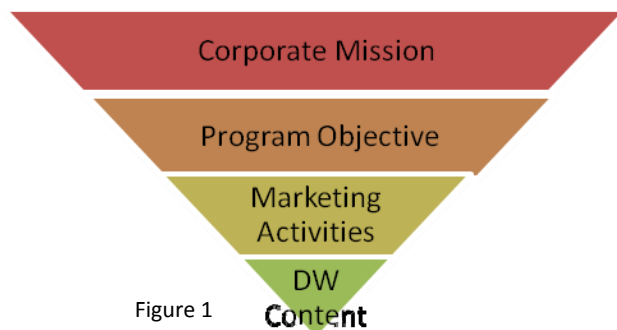 Corporate Mission
Program Objective
Marketing
Activities
DW
Content
Figure 1